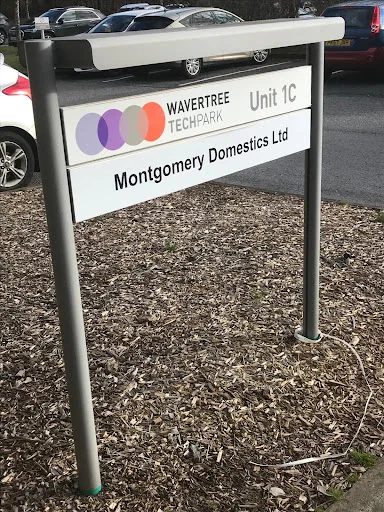 WAVERTREE
TECHPARK
Unit 1C
Montgomery Domestics Ltd